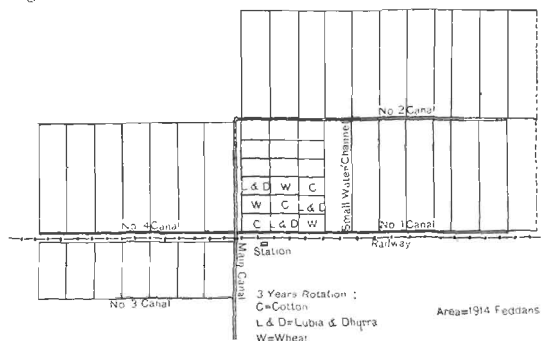 No 2 Canal
Small Water Channel
L & D W C
W C L & D
C L & D W
No 4 Canal
No 1 Canal
Station
Railway
Main Canal
No 3 Canal
3 Years Rotation :
C=Cotton
L & D=Lubia & Dhurra
W=Wheat
Area=1914 Feddans